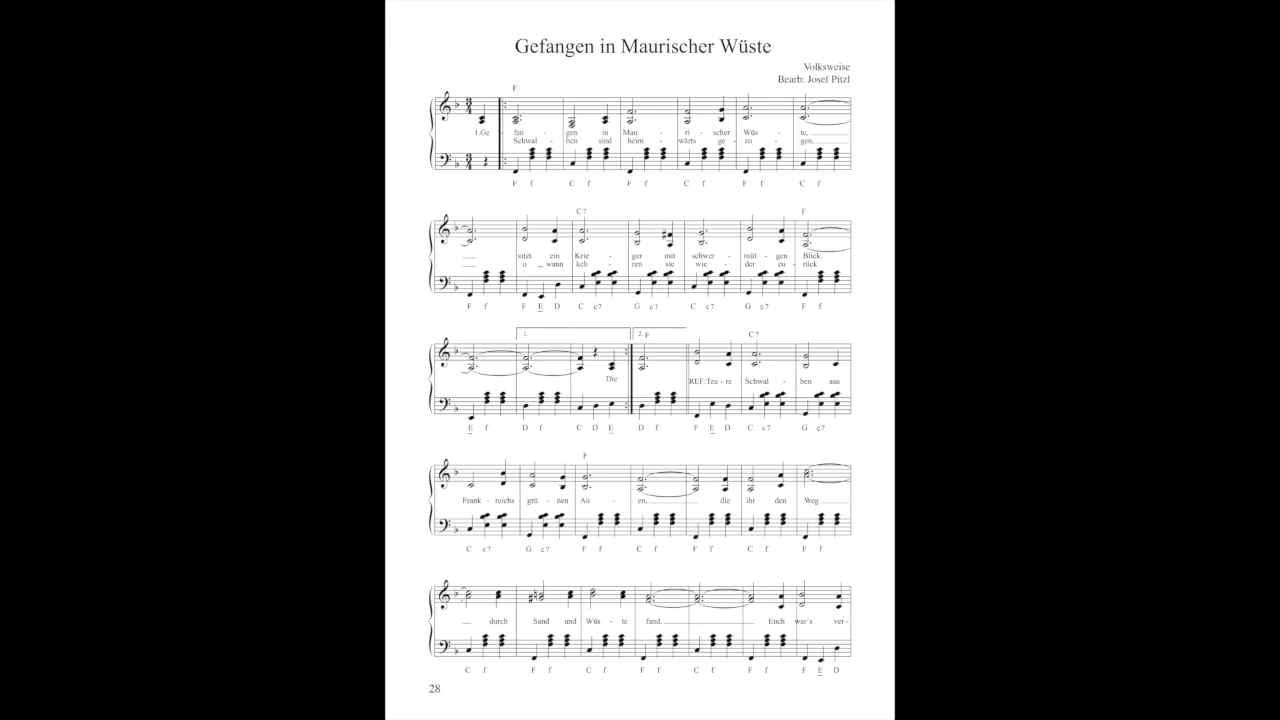 Gefangen in Maurischer Wüste
Volksweise
Bearb: Josef Pitzl
F
1.Ge - fan - gen in Mau - ri - scher Wüs - te,
Schwal - ben sind heim - wärts ge - zo - gen,
F f C f F f C f F f C f
C7 F
sitzt ein Krie - ger mit schwer - müt - gen Blick.
o wann keh - ren sie wie - der zu - rück
F f F E D C c7 G c7 C c7 G c7 F f
1. 2. F C7
Die REF:Teu - re Schwal - ben aus
E f D f C D E D f F E D C c7 G c7
F
Frank - reichs grü - nen Au - en, die ihr den Weg
C c7 G c7 F f C f F f C f F f
durch Sand und Wüs - te fand. Euch war´s ver-
C f F f C f F f C f F f F E D
28